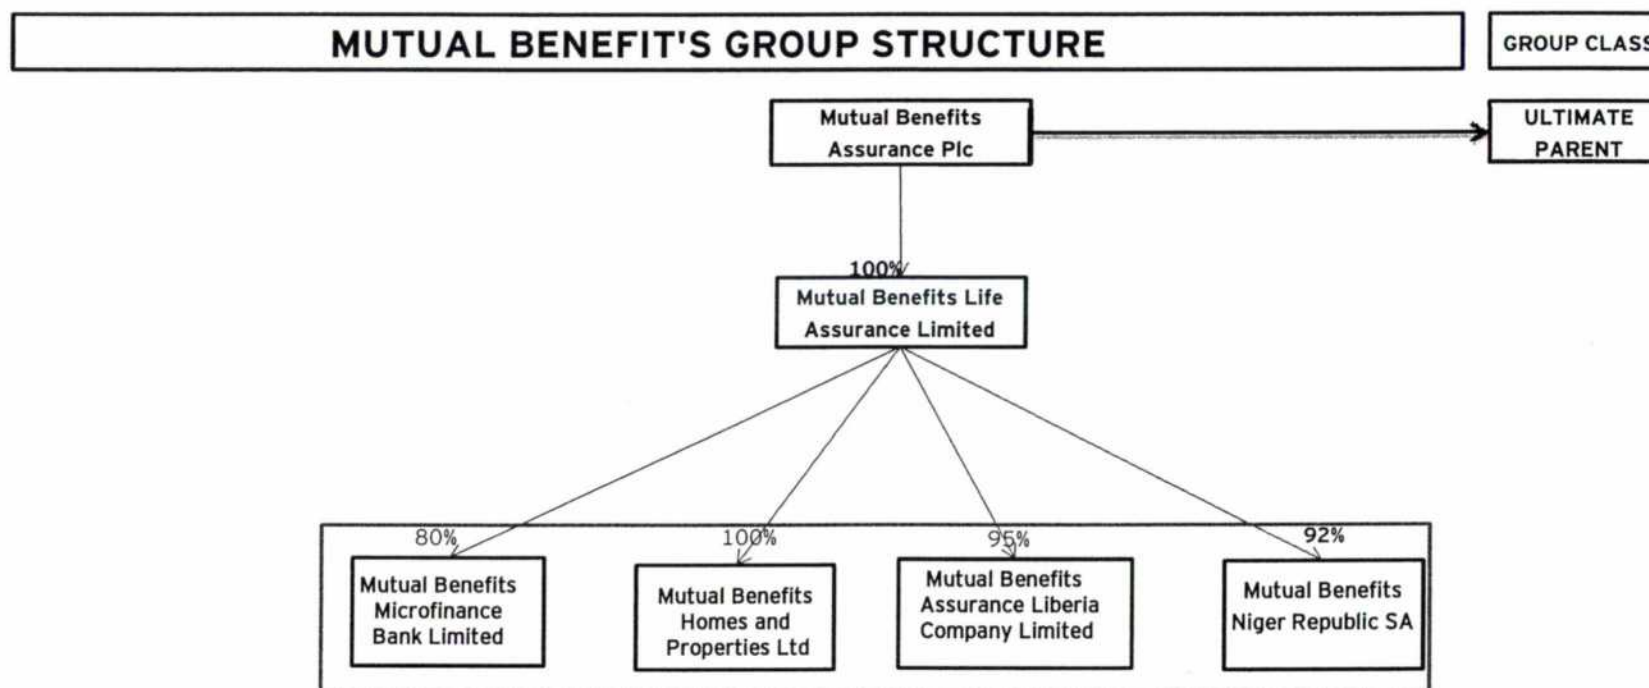 MUTUAL BENEFIT'S GROUP STRUCTURE
GROUP CLASS
Mutual Benefits
Assurance Plc
ULTIMATE
PARENT
100%
Mutual Benefits Life
Assurance Limited
80%
100%
95%
92%
Mutual Benefits
Microfinance
Bank Limited
Mutual Benefits
Homes and
Properties Ltd
Mutual Benefits
Assurance Liberia
Company Limited
Mutual Benefits
Niger Republic SA